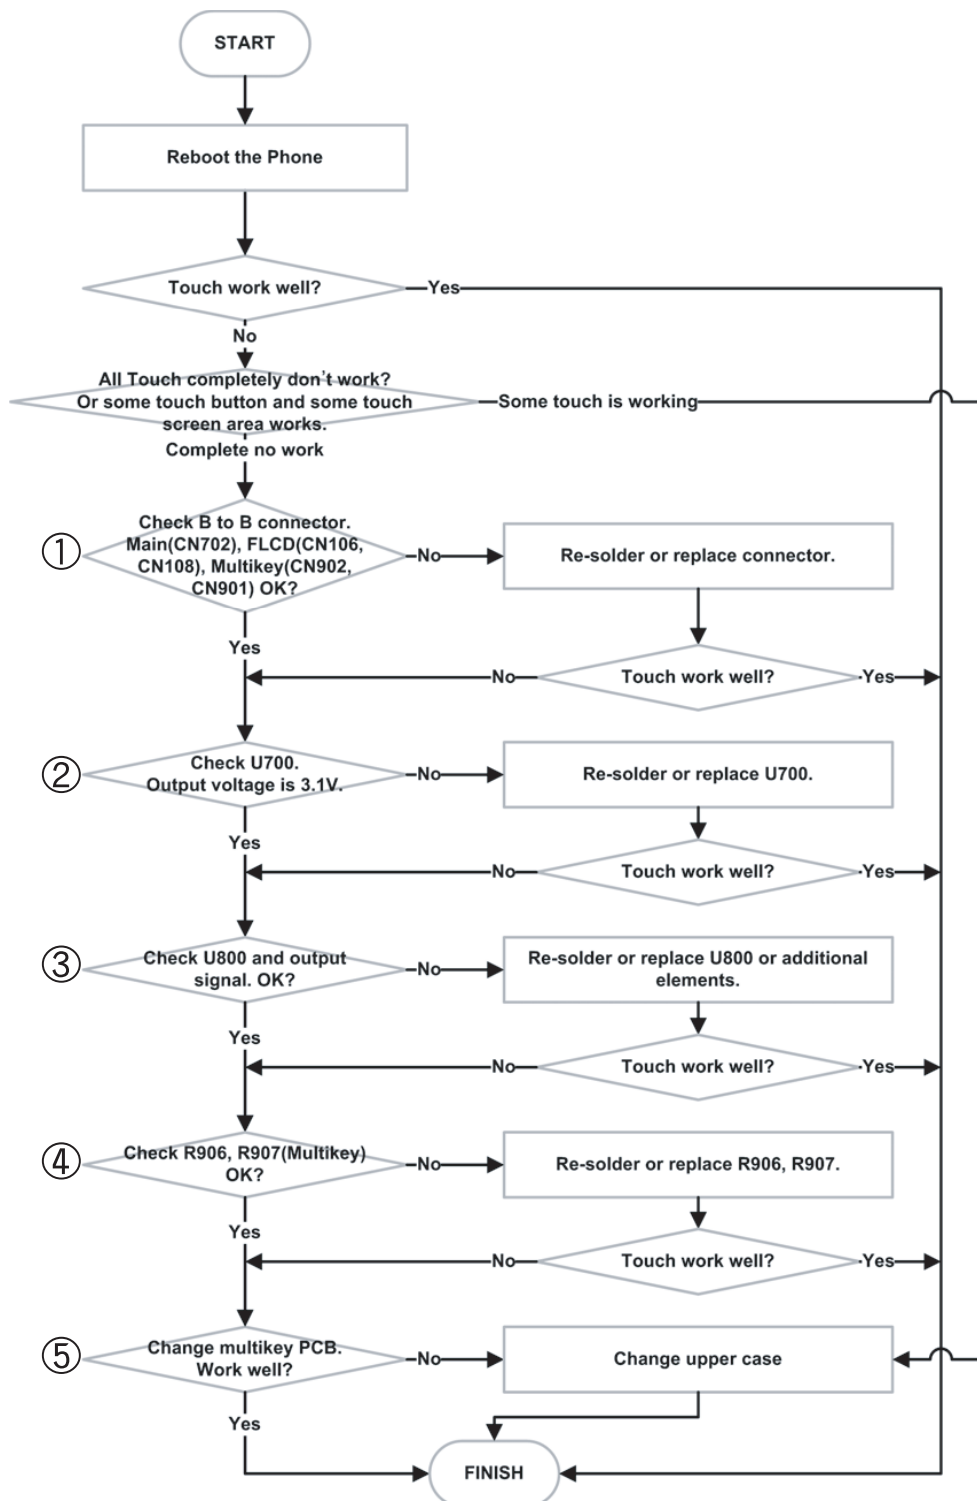 START
Reboot the Phone
Touch work well?
Yes
No
All Touch completely don't work?
Or some touch button and some touch
screen area works.
Some touch is working
Complete no work
①
Check B to B connector.
Main(CN702), FLCD(CN106,
CN108), Multikey(CN902,
CN901) OK?
No
Re-solder or replace connector.
Yes
No
Touch work well?
Yes
②
Check U700.
Output voltage is 3.1V.
No
Re-solder or replace U700.
Yes
No
Touch work well?
Yes
③
Check U800 and output
signal. OK?
No
Re-solder or replace U800 or additional
elements.
Yes
No
Touch work well?
Yes
④
Check R906, R907(Multikey)
OK?
No
Re-solder or replace R906, R907.
Yes
No
Touch work well?
Yes
⑤
Change multikey PCB.
Work well?
No
Change upper case
Yes
FINISH